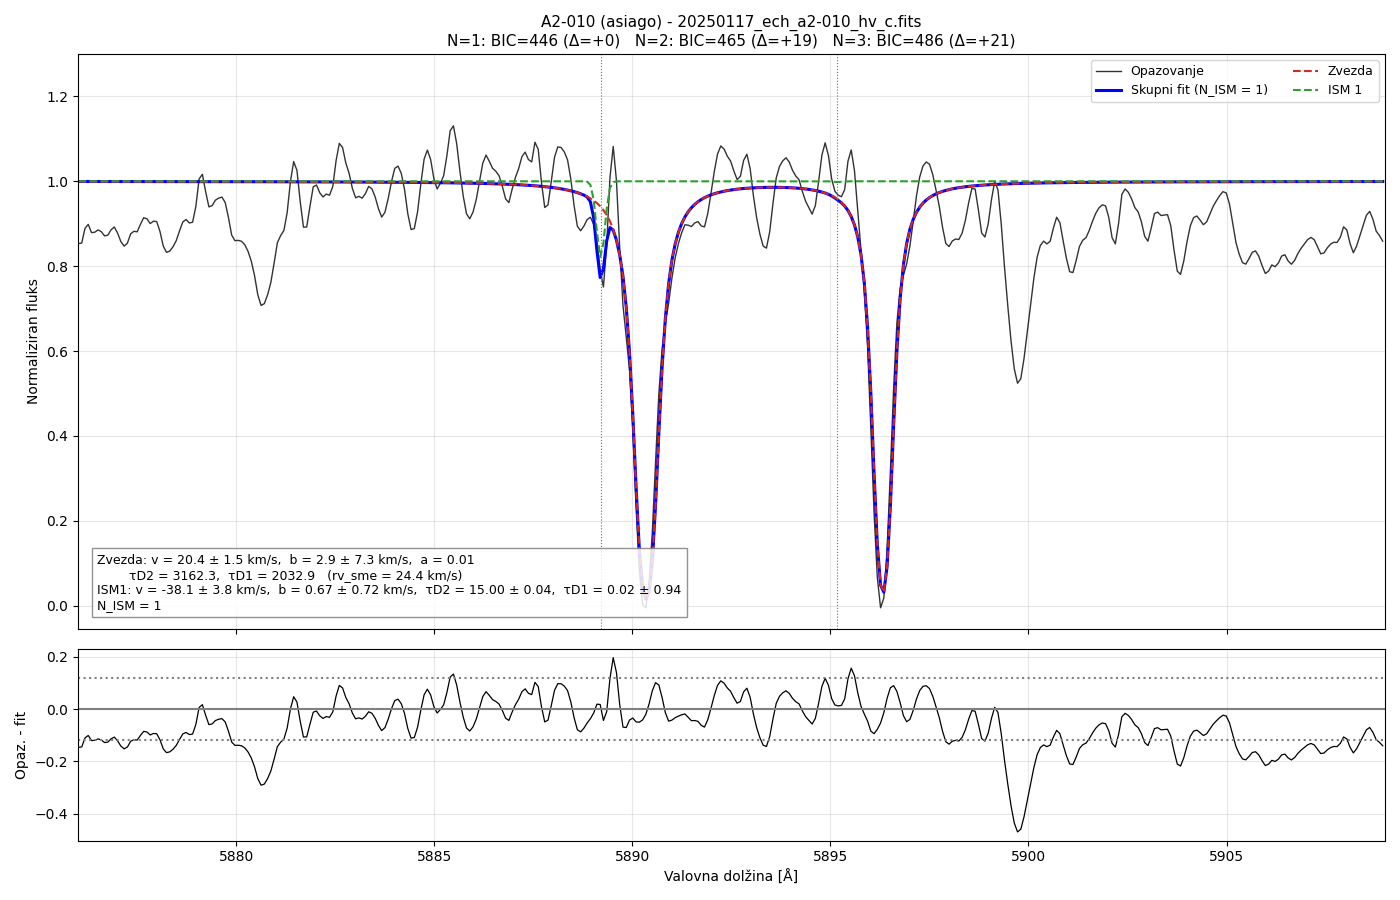 A2-010 (asiago) - 20250117_ech_a2-010_hv_c.fits
N=1: BIC=446 (Δ=+0)   N=2: BIC=465 (Δ=+19)   N=3: BIC=486 (Δ=+21)
Opazovanje
Skupni fit (N_ISM = 1)
Zvezda
ISM 1
Normaliziran fluks
1.2
1.0
0.8
0.6
0.4
0.2
0.0
Zvezda: v = 20.4 ± 1.5 km/s,  b = 2.9 ± 7.3 km/s,  a = 0.01
τD2 = 3162.3,  τD1 = 2032.9   (rv_sme = 24.4 km/s)
ISM1: v = -38.1 ± 3.8 km/s,  b = 0.67 ± 0.72 km/s,  τD2 = 15.00 ± 0.04,  τD1 = 0.02 ± 0.94
N_ISM = 1
Opaz. - fit
0.2
0.0
−0.2
−0.4
5880
5885
5890
5895
5900
5905
Valovna dolžina [Å]